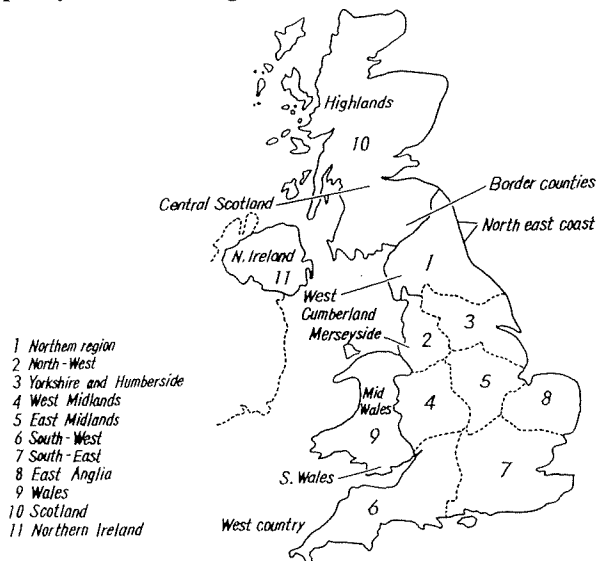 Highlands
10
Central Scotland
Border counties
North east coast
N. Ireland
11
1
West
Cumberland
Merseyside
2
3
Mid
Wales
9
4
5
8
S. Wales
7
6
West country
1 Northern region
2 North-West
3 Yorkshire and Humberside
4 West Midlands
5 East Midlands
6 South-West
7 South-East
8 East Anglia
9 Wales
10 Scotland
11 Northern Ireland